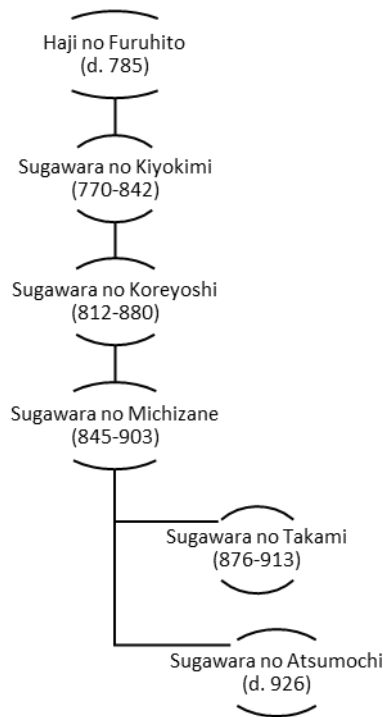 Haji no Furuhito
(d. 785)
Sugawara no Kiyokimi
(770-842)
Sugawara no Koreyoshi
(812-880)
Sugawara no Michizane
(845-903)
Sugawara no Takami
(876-913)
Sugawara no Atsumochi
(d. 926)